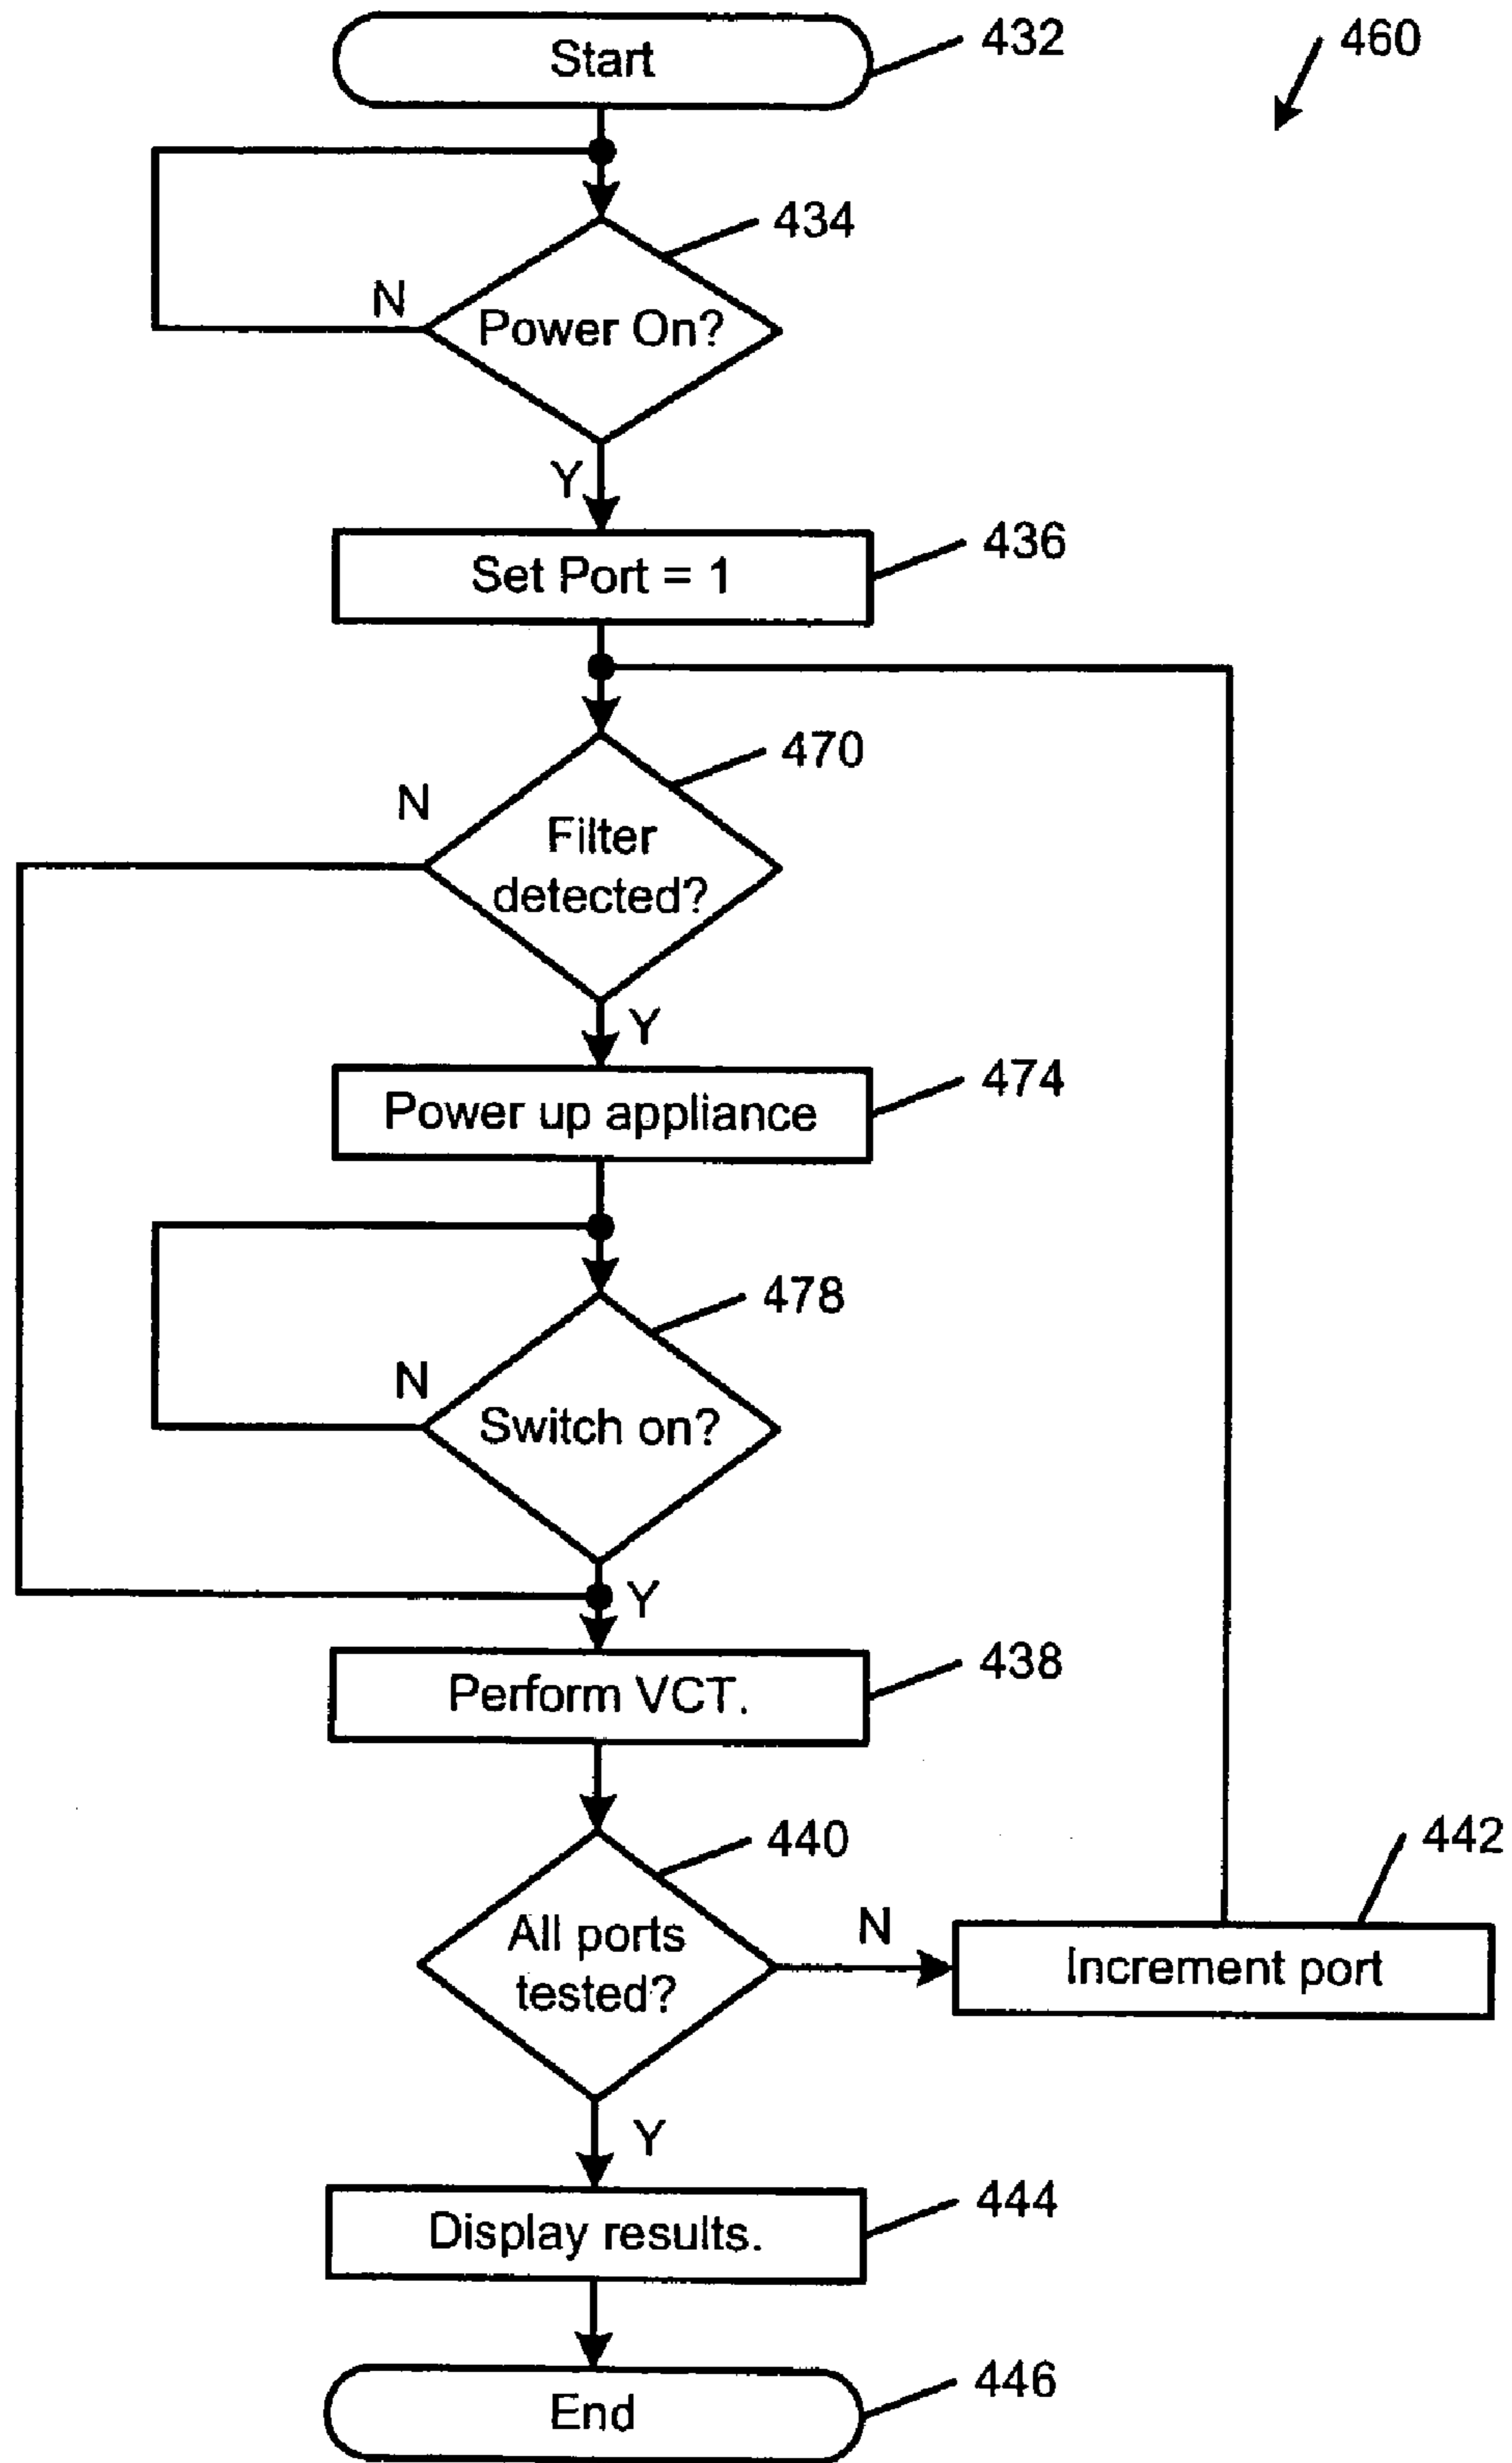 Start
432
460
434
N
Power On?
Y
436
Set Port = 1
470
N
Filter
detected?
Y
474
Power up appliance
478
N
Switch on?
Y
438
Perform VCT.
440
442
All ports
tested?
N
Increment port
Y
444
Display results.
446
End